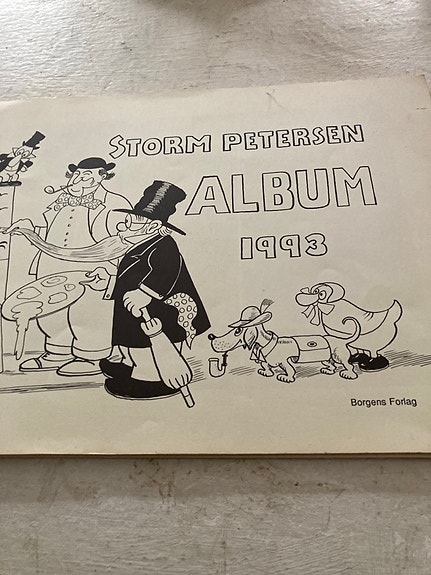 STORM PETERSEN
ALBUM
1993
Borgens Forlag